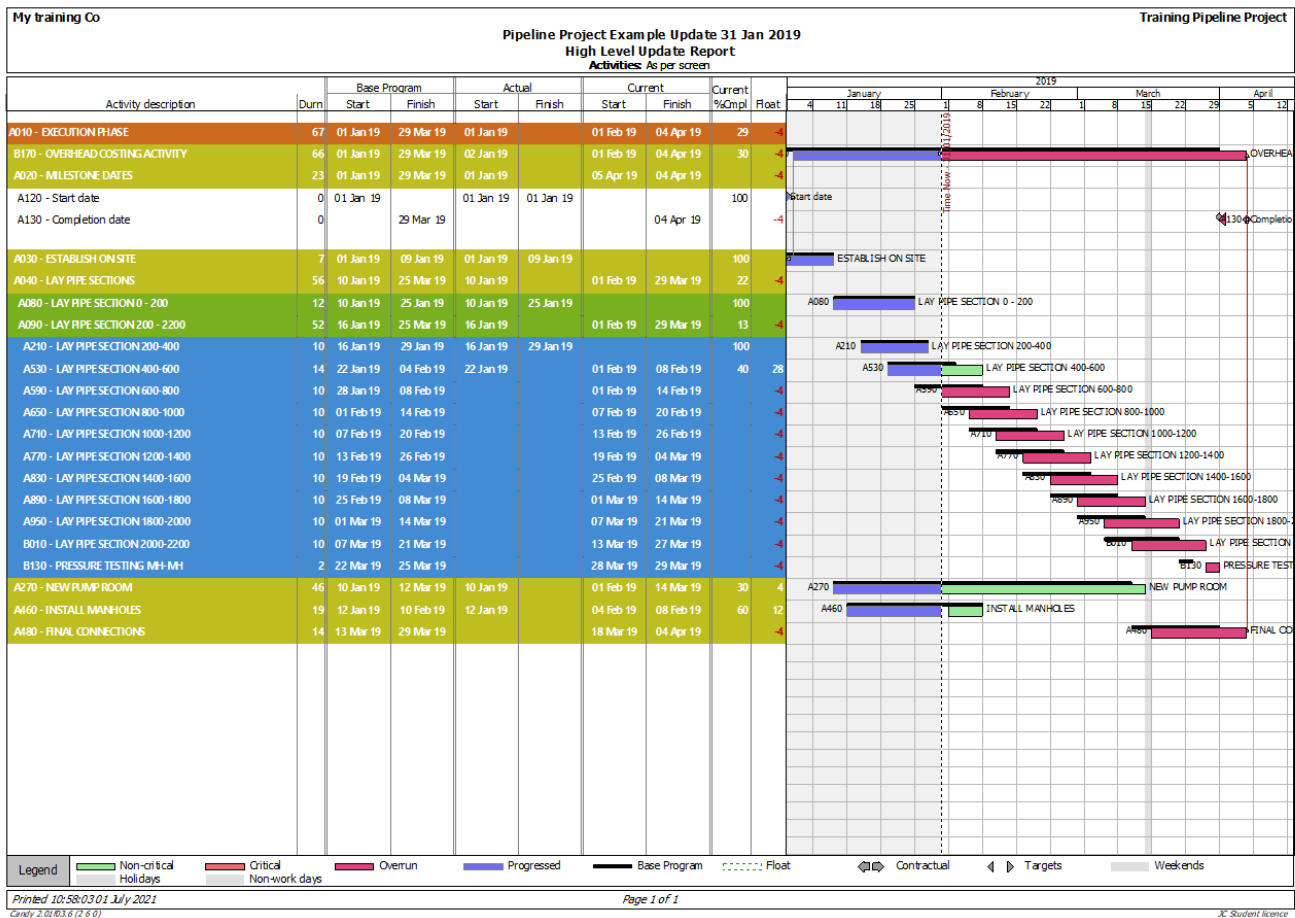 My training Co Training Pipeline Project
Pipeline Project Example Update 31 Jan 2019
High Level Update Report
Activities: As per screen
Base Program Actual Current Current 2019
January February March April
Activity description Durn Start Finish Start Finish Start Finish %Cmpl Float 4 11 18 25 1 8 15 22 1 8 15 22 29 5 12
A010 - EXECUTION PHASE 67 01 Jan 19 29 Mar 19 01 Jan 19 01 Feb 19 04 Apr 19 29 -4
B170 - OVERHEAD COSTING ACTIVITY 66 01 Jan 19 29 Mar 19 02 Jan 19 01 Feb 19 04 Apr 19 30 -4 OVERHEA
A020 - MILESTONE DATES 23 01 Jan 19 29 Mar 19 01 Jan 19 05 Apr 19 04 Apr 19 -4
Time Now - 31/01/2019
A120 - Start date 0 01 Jan 19 01 Jan 19 01 Jan 19 100 Start date
A130 - Completion date 0 29 Mar 19 04 Apr 19 -4 A130 Completio
A030 - ESTABLISH ON SITE 7 01 Jan 19 09 Jan 19 01 Jan 19 09 Jan 19 100 ESTABLISH ON SITE
A040 - LAY PIPE SECTIONS 56 10 Jan 19 25 Mar 19 10 Jan 19 01 Feb 19 29 Mar 19 22 -4
A080 - LAY PIPE SECTION 0 - 200 12 10 Jan 19 25 Jan 19 10 Jan 19 25 Jan 19 100 A080 LAY PIPE SECTION 0 - 200
A090 - LAY PIPE SECTION 200 - 2200 52 16 Jan 19 25 Mar 19 16 Jan 19 01 Feb 19 29 Mar 19 13 -4
A210 - LAY PIPE SECTION 200-400 10 16 Jan 19 29 Jan 19 16 Jan 19 29 Jan 19 100 A210 LAY PIPE SECTION 200-400
A530 - LAY PIPE SECTION 400-600 14 22 Jan 19 04 Feb 19 22 Jan 19 01 Feb 19 08 Feb 19 40 28 A530 LAY PIPE SECTION 400-600
A590 - LAY PIPE SECTION 600-800 10 28 Jan 19 08 Feb 19 01 Feb 19 14 Feb 19 -4 A590 LAY PIPE SECTION 600-800
A650 - LAY PIPE SECTION 800-1000 10 01 Feb 19 14 Feb 19 07 Feb 19 20 Feb 19 -4 A650 LAY PIPE SECTION 800-1000
A710 - LAY PIPE SECTION 1000-1200 10 07 Feb 19 20 Feb 19 13 Feb 19 26 Feb 19 -4 A710 LAY PIPE SECTION 1000-1200
A770 - LAY PIPE SECTION 1200-1400 10 13 Feb 19 26 Feb 19 19 Feb 19 04 Mar 19 -4 A770 LAY PIPE SECTION 1200-1400
A830 - LAY PIPE SECTION 1400-1600 10 19 Feb 19 04 Mar 19 25 Feb 19 08 Mar 19 -4 A830 LAY PIPE SECTION 1400-1600
A890 - LAY PIPE SECTION 1600-1800 10 25 Feb 19 08 Mar 19 01 Mar 19 14 Mar 19 -4 A890 LAY PIPE SECTION 1600-1800
A950 - LAY PIPE SECTION 1800-2000 10 01 Mar 19 14 Mar 19 07 Mar 19 21 Mar 19 -4 A950 LAY PIPE SECTION 1800-2
B010 - LAY PIPE SECTION 2000-2200 10 07 Mar 19 21 Mar 19 13 Mar 19 27 Mar 19 -4 B010 LAY PIPE SECTION
B130 - PRESSURE TESTING MH-MH 2 22 Mar 19 25 Mar 19 28 Mar 19 29 Mar 19 -4 B130 PRESSURE TEST
A270 - NEW PUMP ROOM 46 10 Jan 19 12 Mar 19 10 Jan 19 01 Feb 19 14 Mar 19 30 4 A270 NEW PUMP ROOM
A460 - INSTALL MANHOLES 19 12 Jan 19 10 Feb 19 12 Jan 19 04 Feb 19 08 Feb 19 60 12 A460 INSTALL MANHOLES
A480 - FINAL CONNECTIONS 14 13 Mar 19 29 Mar 19 18 Mar 19 04 Apr 19 -4 A480 FINAL CO
Legend Non-critical Critical Overrun Progressed Base Program Float Contractual Targets Weekends
Holidays Non-work days
Printed 10:58:03 01 July 2021 Page 1 of 1
Candy 2.01f03.6 (2 6 0) JC Student licence